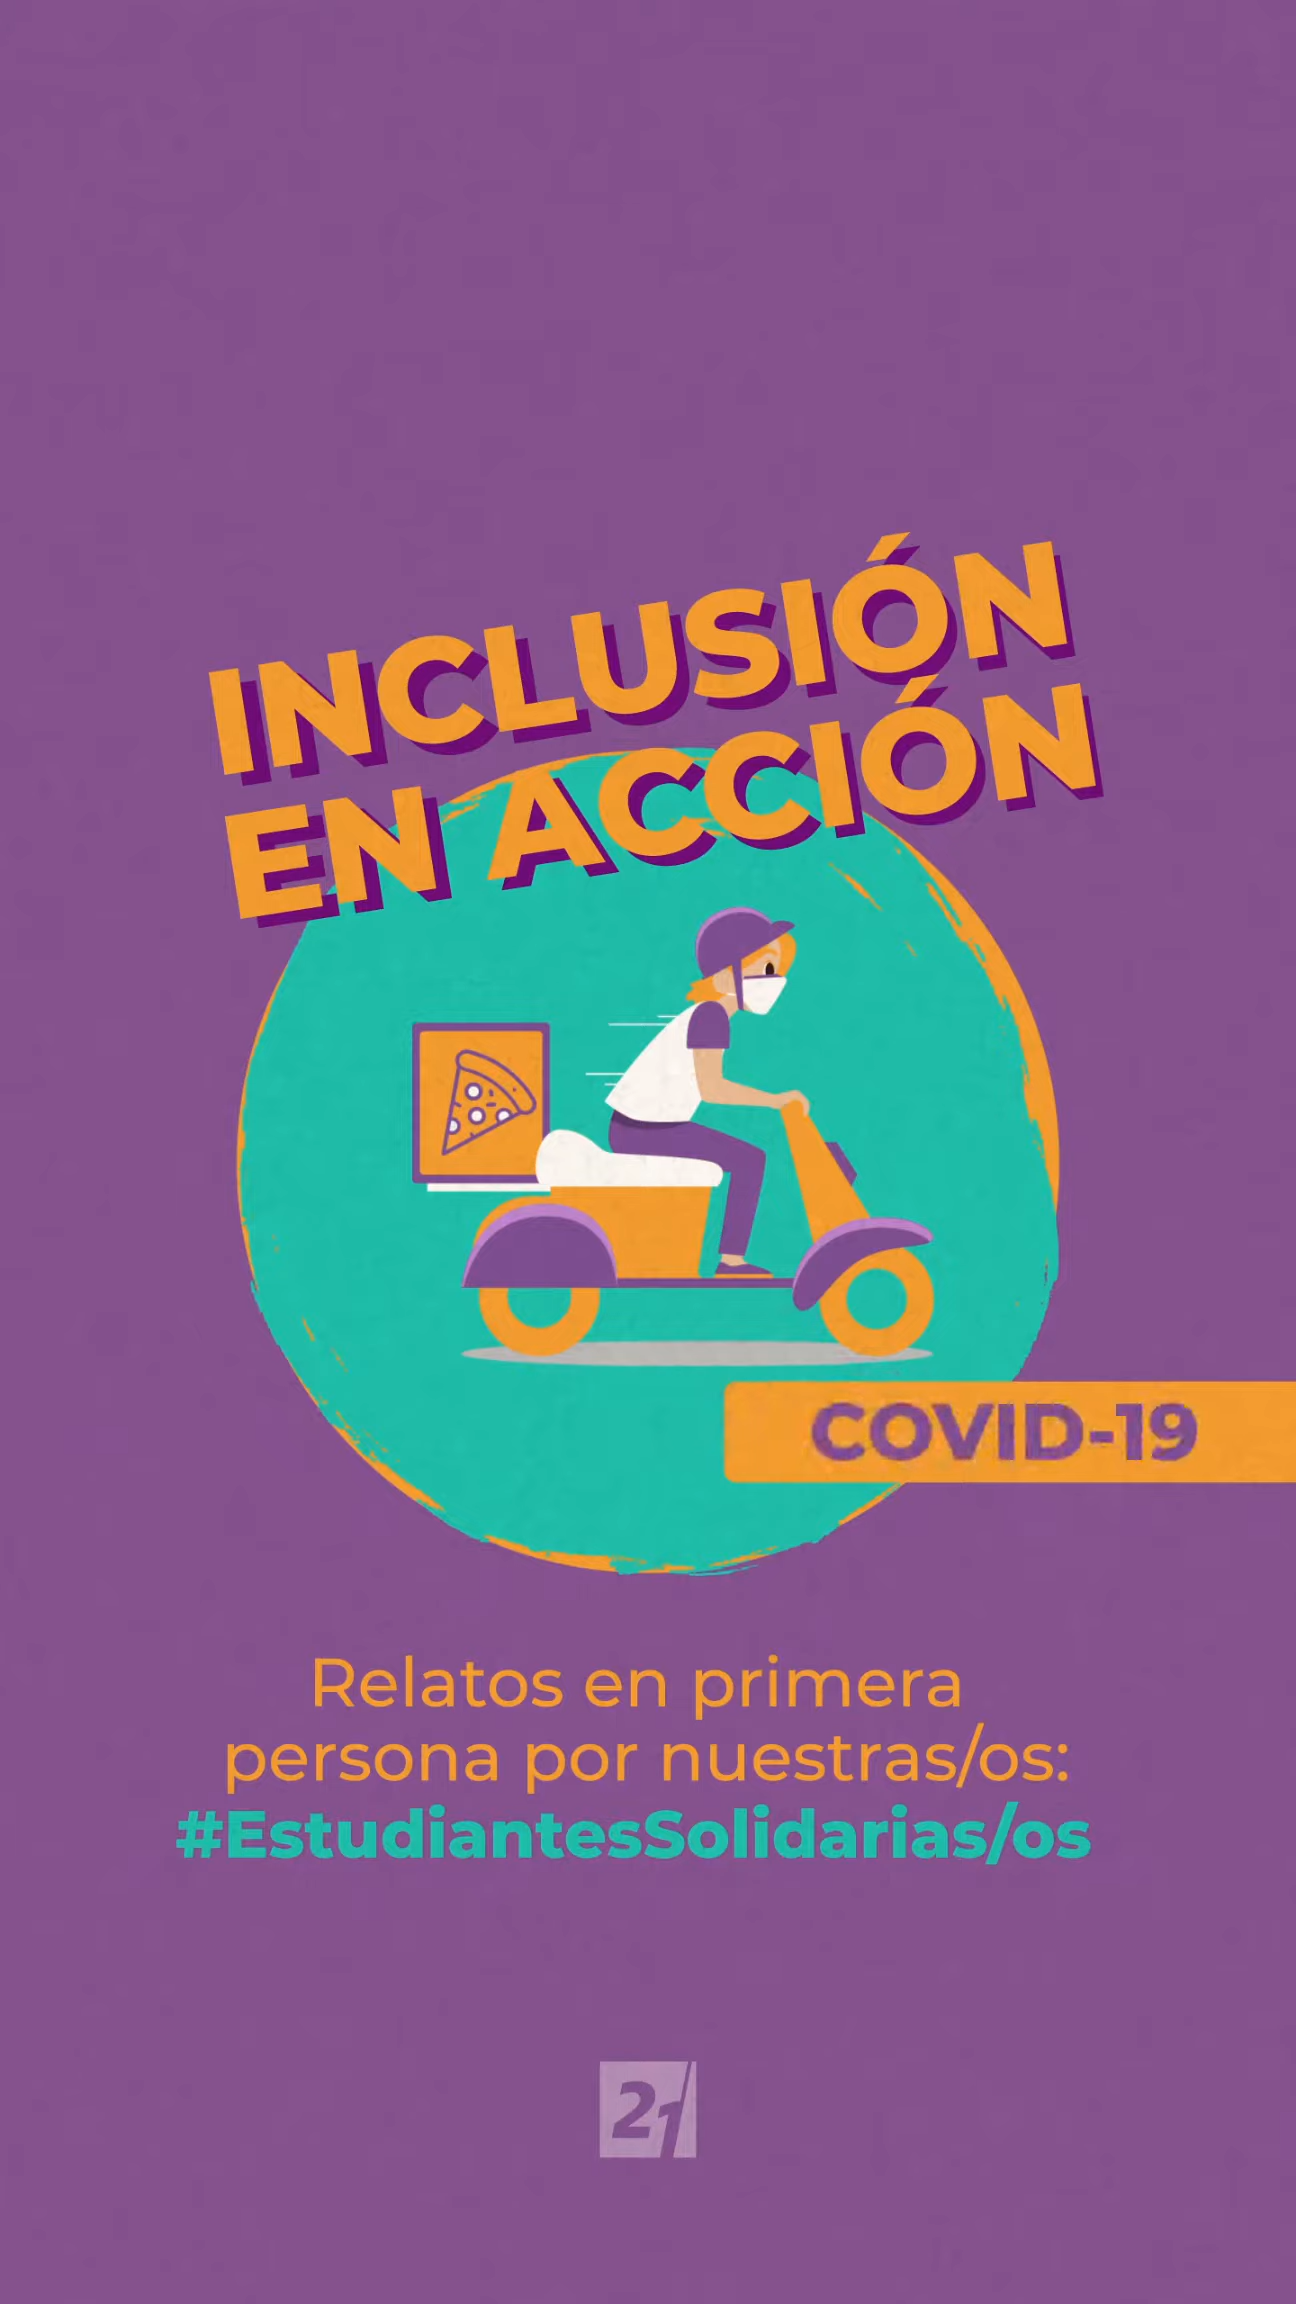 INCLUSIÓN
EN ACCIÓN
COVID-19
Relatos en primera
persona por nuestras/os:
#EstudiantesSolidarias/os
21